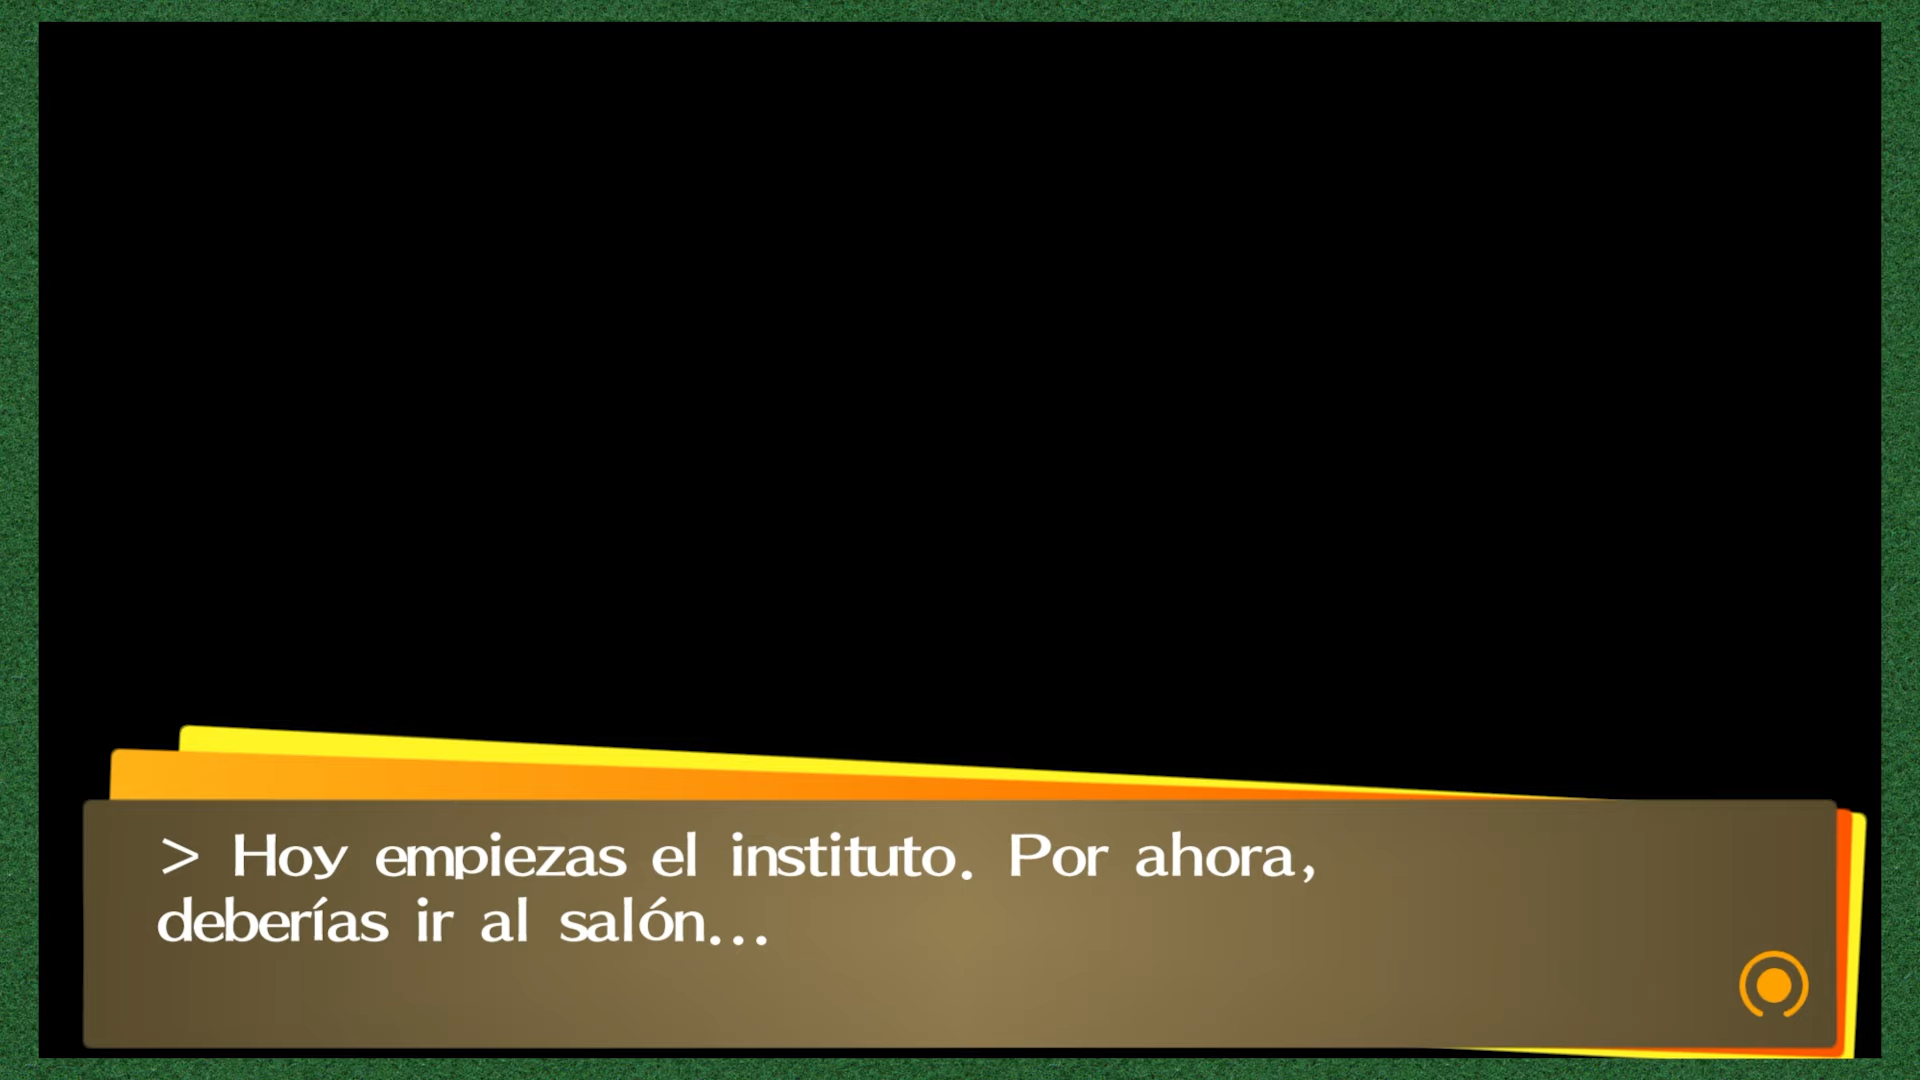 > Hoy empiezas el instituto. Por ahora,
deberías ir al salón...